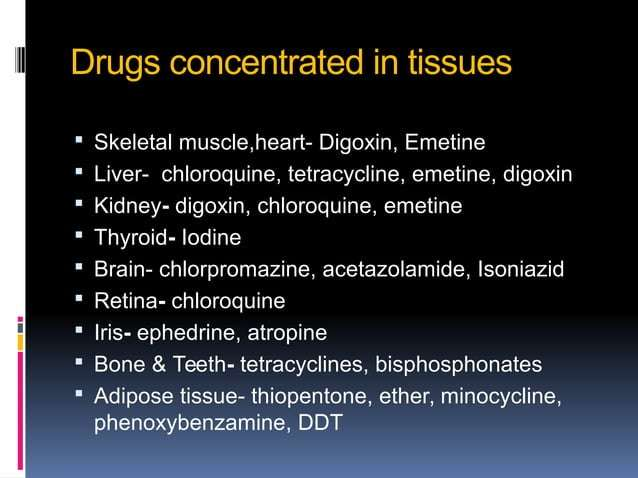 Drugs concentrated in tissues
▪ Skeletal muscle,heart- Digoxin, Emetine
▪ Liver-  chloroquine, tetracycline, emetine, digoxin
▪ Kidney- digoxin, chloroquine, emetine
▪ Thyroid- Iodine
▪ Brain- chlorpromazine, acetazolamide, Isoniazid
▪ Retina- chloroquine
▪ Iris- ephedrine, atropine
▪ Bone & Teeth- tetracyclines, bisphosphonates
▪ Adipose tissue- thiopentone, ether, minocycline,
phenoxybenzamine, DDT